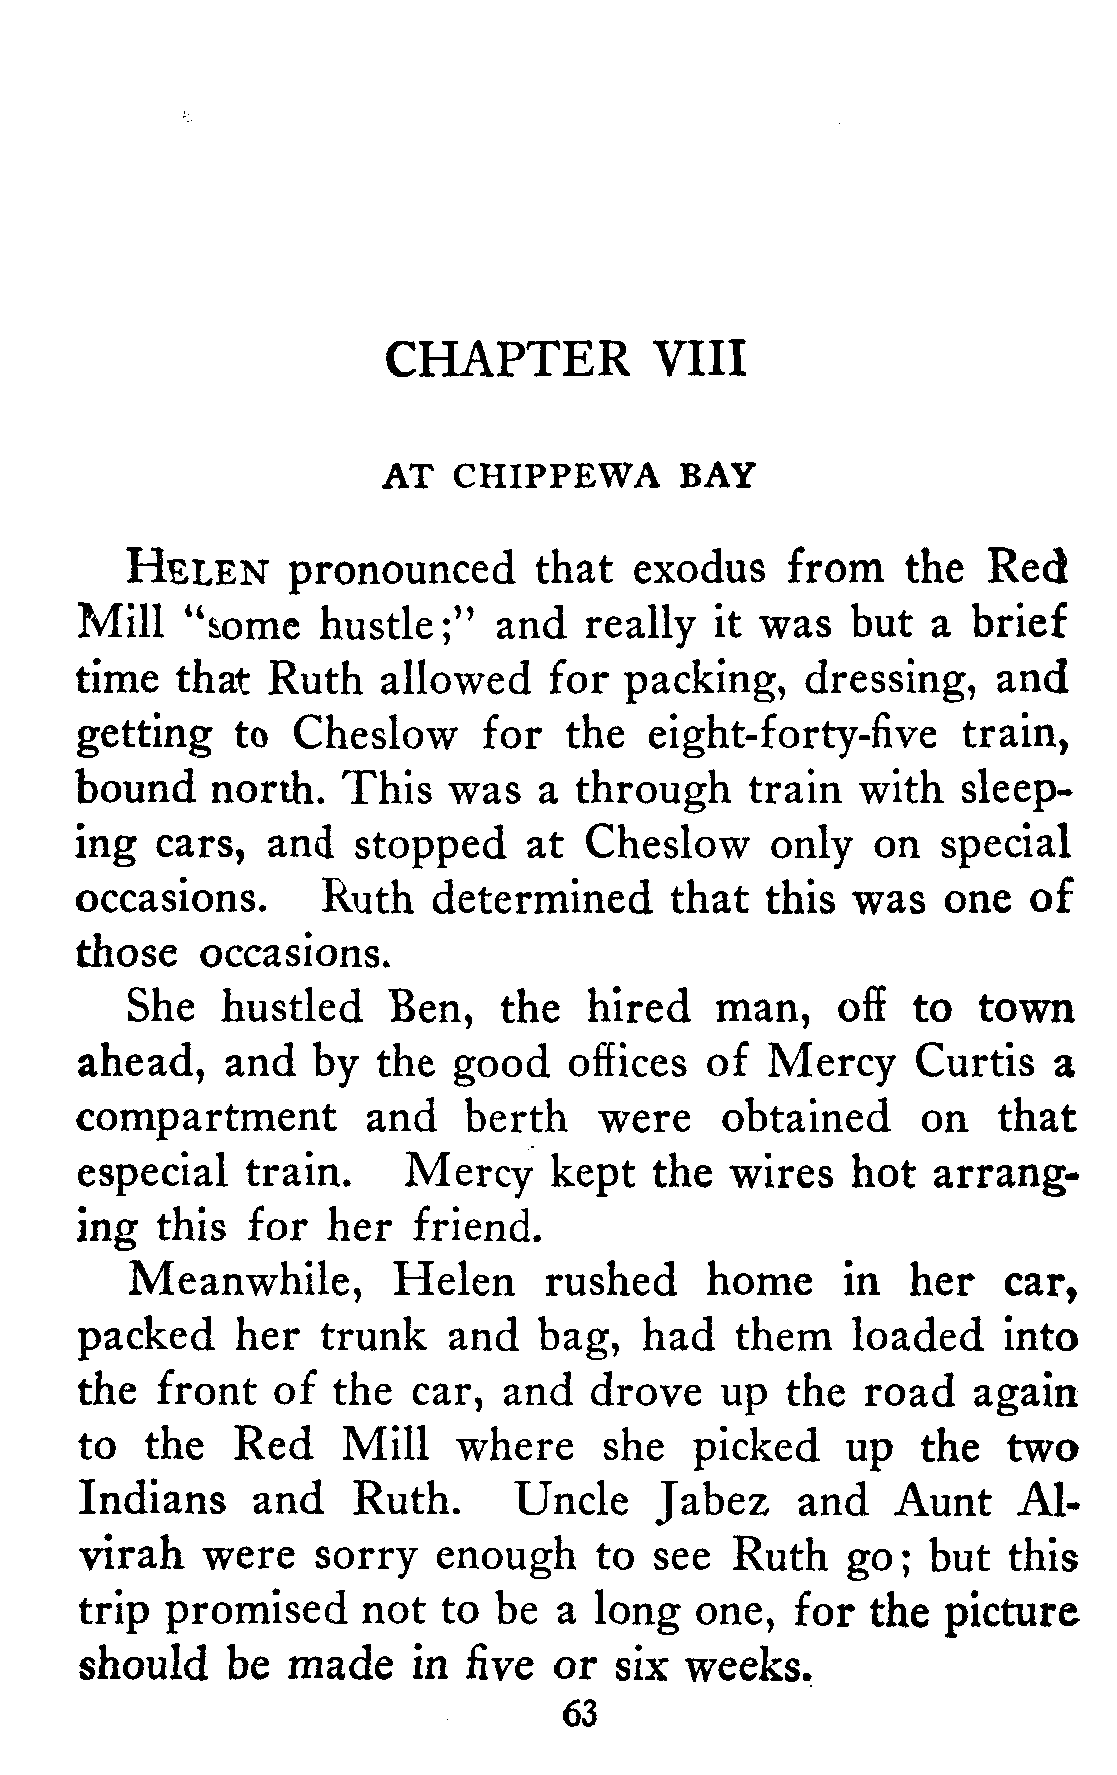 CHAPTER VIII
AT CHIPPEWA BAY
HELEN pronounced that exodus from the Red
Mill "some hustle;" and really it was but a brief
time that Ruth allowed for packing, dressing, and
getting to Cheslow for the eight-forty-five train,
bound north. This was a through train with sleep-
ing cars, and stopped at Cheslow only on special
occasions. Ruth determined that this was one of
those occasions.
She hustled Ben, the hired man, off to town
ahead, and by the good offices of Mercy Curtis a
compartment and berth were obtained on that
especial train. Mercy kept the wires hot arrang-
ing this for her friend.
Meanwhile, Helen rushed home in her car,
packed her trunk and bag, had them loaded into
the front of the car, and drove up the road again
to the Red Mill where she picked up the two
Indians and Ruth. Uncle Jabez and Aunt Al-
virah were sorry enough to see Ruth go; but this
trip promised not to be a long one, for the picture
should be made in five or six weeks.
63